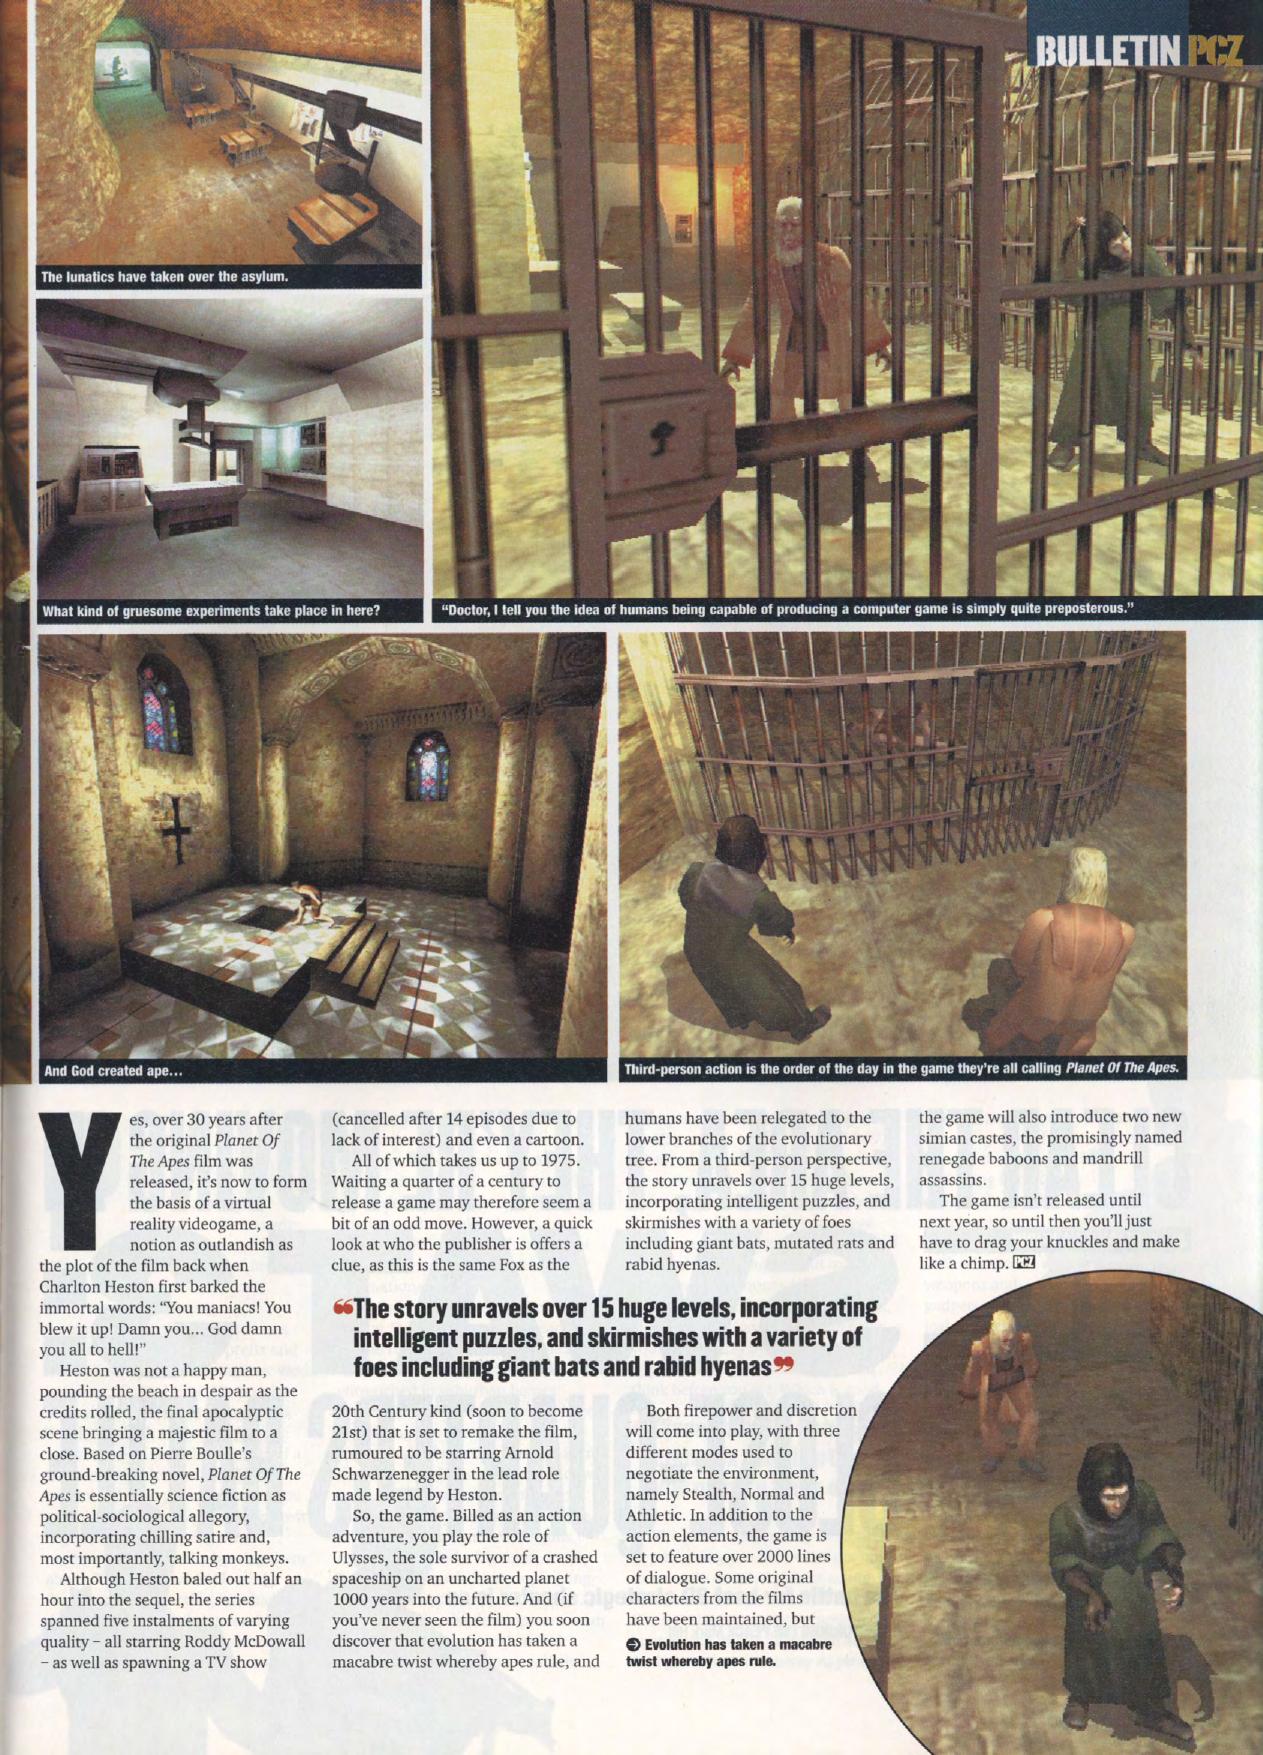 BULLETIN PCZ
The lunatics have taken over the asylum.
What kind of gruesome experiments take place in here?
“Doctor, I tell you the idea of humans being capable of producing a computer game is simply quite preposterous.”
And God created ape...
Third-person action is the order of the day in the game they’re all calling Planet Of The Apes.
Yes, over 30 years after
the original Planet Of
The Apes film was
released, it’s now to form
the basis of a virtual
reality videogame, a
notion as outlandish as
the plot of the film back when
Charlton Heston first barked the
immortal words: “You maniacs! You
blew it up! Damn you... God damn
you all to hell!”
Heston was not a happy man,
pounding the beach in despair as the
credits rolled, the final apocalyptic
scene bringing a majestic film to a
close. Based on Pierre Boulle’s
ground-breaking novel, Planet Of The
Apes is essentially science fiction as
political-sociological allegory,
incorporating chilling satire and,
most importantly, talking monkeys.
Although Heston baled out half an
hour into the sequel, the series
spanned five instalments of varying
quality – all starring Roddy McDowall
– as well as spawning a TV show
(cancelled after 14 episodes due to
lack of interest) and even a cartoon.
All of which takes us up to 1975.
Waiting a quarter of a century to
release a game may therefore seem a
bit of an odd move. However, a quick
look at who the publisher is offers a
clue, as this is the same Fox as the
20th Century kind (soon to become
21st) that is set to remake the film,
rumoured to be starring Arnold
Schwarzenegger in the lead role
made legend by Heston.
So, the game. Billed as an action
adventure, you play the role of
Ulysses, the sole survivor of a crashed
spaceship on an uncharted planet
1000 years into the future. And (if
you’ve never seen the film) you soon
discover that evolution has taken a
macabre twist whereby apes rule, and
humans have been relegated to the
lower branches of the evolutionary
tree. From a third-person perspective,
the story unravels over 15 huge levels,
incorporating intelligent puzzles, and
skirmishes with a variety of foes
including giant bats, mutated rats and
rabid hyenas.
“The story unravels over 15 huge levels, incorporating
intelligent puzzles, and skirmishes with a variety of
foes including giant bats and rabid hyenas”
Both firepower and discretion
will come into play, with three
different modes used to
negotiate the environment,
namely Stealth, Normal and
Athletic. In addition to the
action elements, the game is
set to feature over 2000 lines
of dialogue. Some original
characters from the films
have been maintained, but
the game will also introduce two new
simian castes, the promisingly named
renegade baboons and mandrill
assassins.
The game isn’t released until
next year, so until then you’ll just
have to drag your knuckles and make
like a chimp. PCZ
Evolution has taken a macabre
twist whereby apes rule.